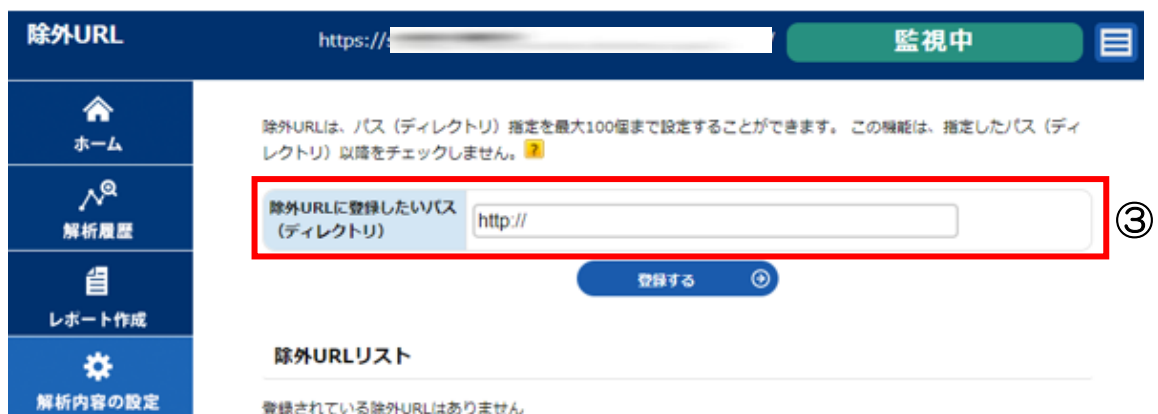 除外URL
https://
監視中
ホーム
解析履歴
レポート作成
解析内容の設定
除外URLは、パス（ディレクトリ）指定を最大100個まで設定することができます。 この機能は、指定したパス（ディ
レクトリ）以降をチェックしません。 ?
除外URLに登録したいパス
（ディレクトリ）
http://
③
登録する
除外URLリスト
登録されている除外URLはありません